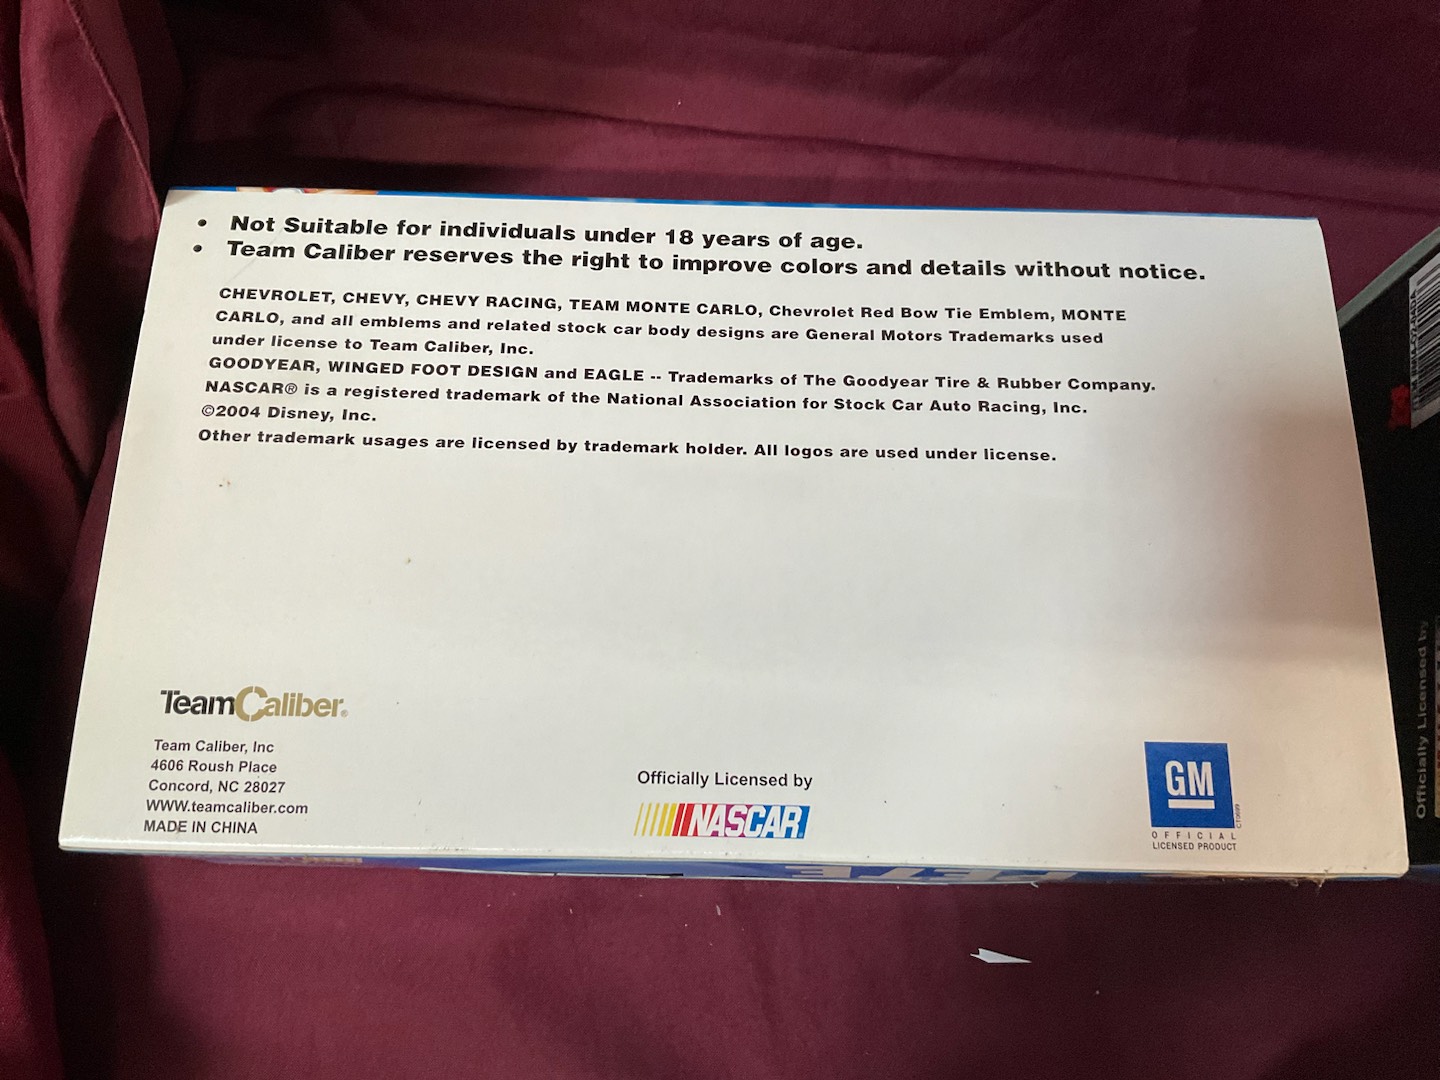 • Not Suitable for individuals under 18 years of age.
• Team Caliber reserves the right to improve colors and details without notice.
CHEVROLET, CHEVY, CHEVY RACING, TEAM MONTE CARLO, Chevrolet Red Bow Tie Emblem, MONTE
CARLO, and all emblems and related stock car body designs are General Motors Trademarks used
under license to Team Caliber, Inc.
GOODYEAR, WINGED FOOT DESIGN and EAGLE -- Trademarks of The Goodyear Tire & Rubber Company.
NASCAR® is a registered trademark of the National Association for Stock Car Auto Racing, Inc.
©2004 Disney, Inc.
Other trademark usages are licensed by trademark holder. All logos are used under license.
TeamCaliber®
Team Caliber, Inc
4606 Roush Place
Concord, NC 28027
WWW.teamcaliber.com
MADE IN CHINA
Officially Licensed by
NASCAR
GM
OFFICIAL
LICENSED PRODUCT
Officially Licensed by